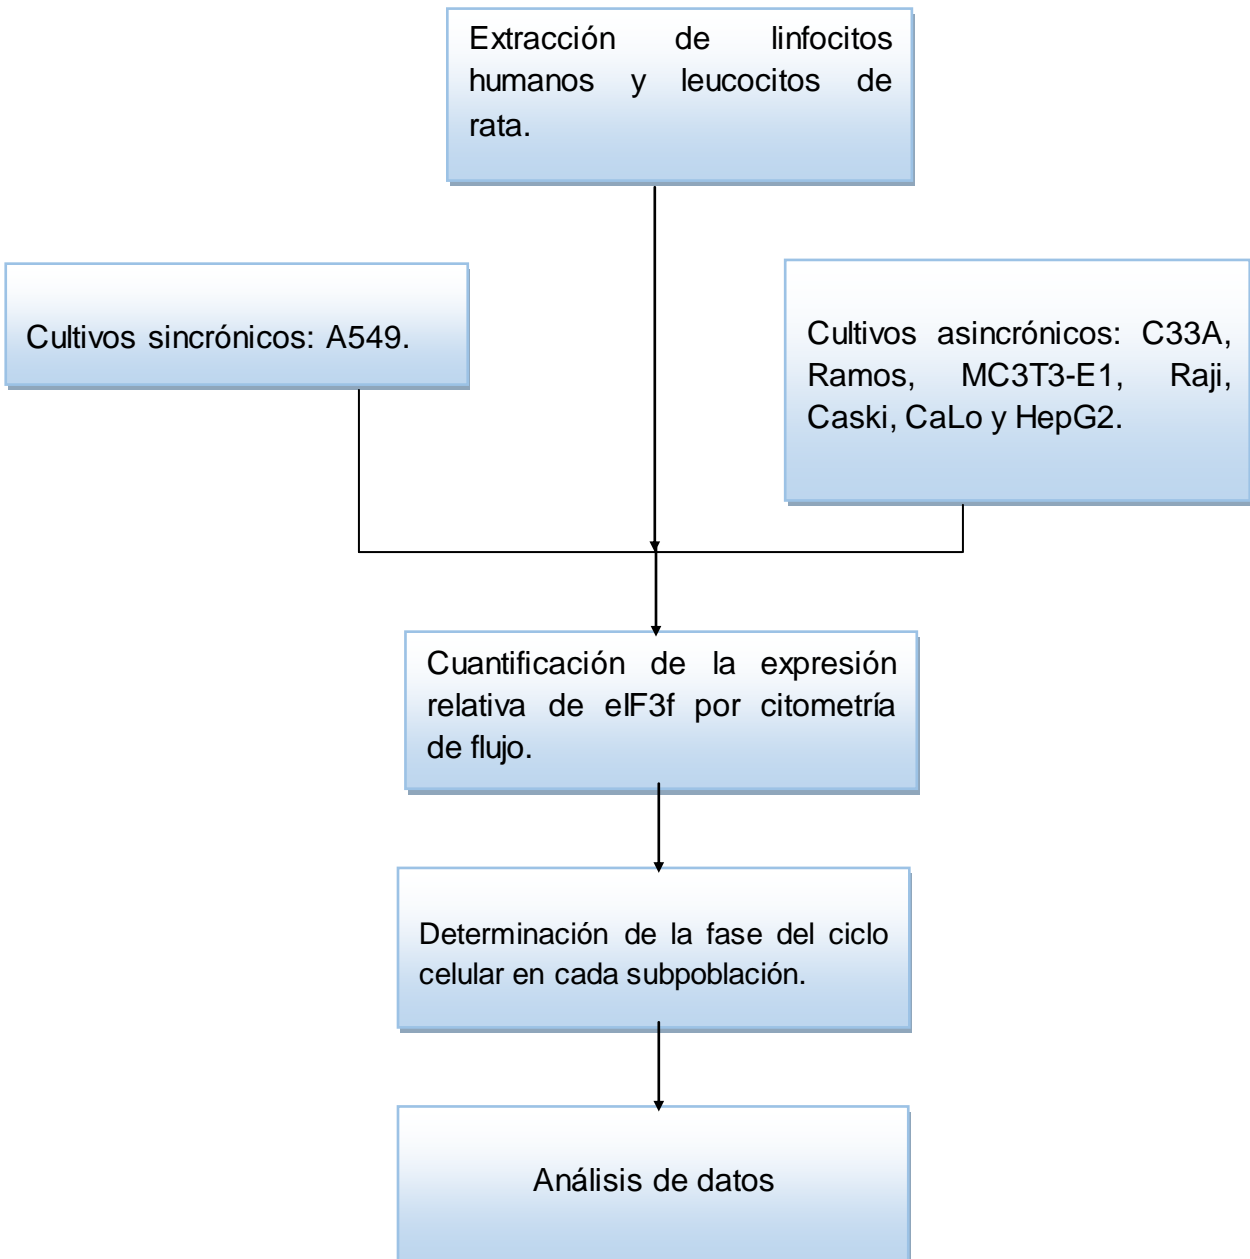 Extracción de linfocitos
humanos y leucocitos de
rata.
Cultivos sincrónicos: A549.
Cultivos asincrónicos: C33A,
Ramos, MC3T3-E1, Raji,
Caski, CaLo y HepG2.
Cuantificación de la expresión
relativa de eIF3f por citometría
de flujo.
Determinación de la fase del ciclo
celular en cada subpoblación.
Análisis de datos